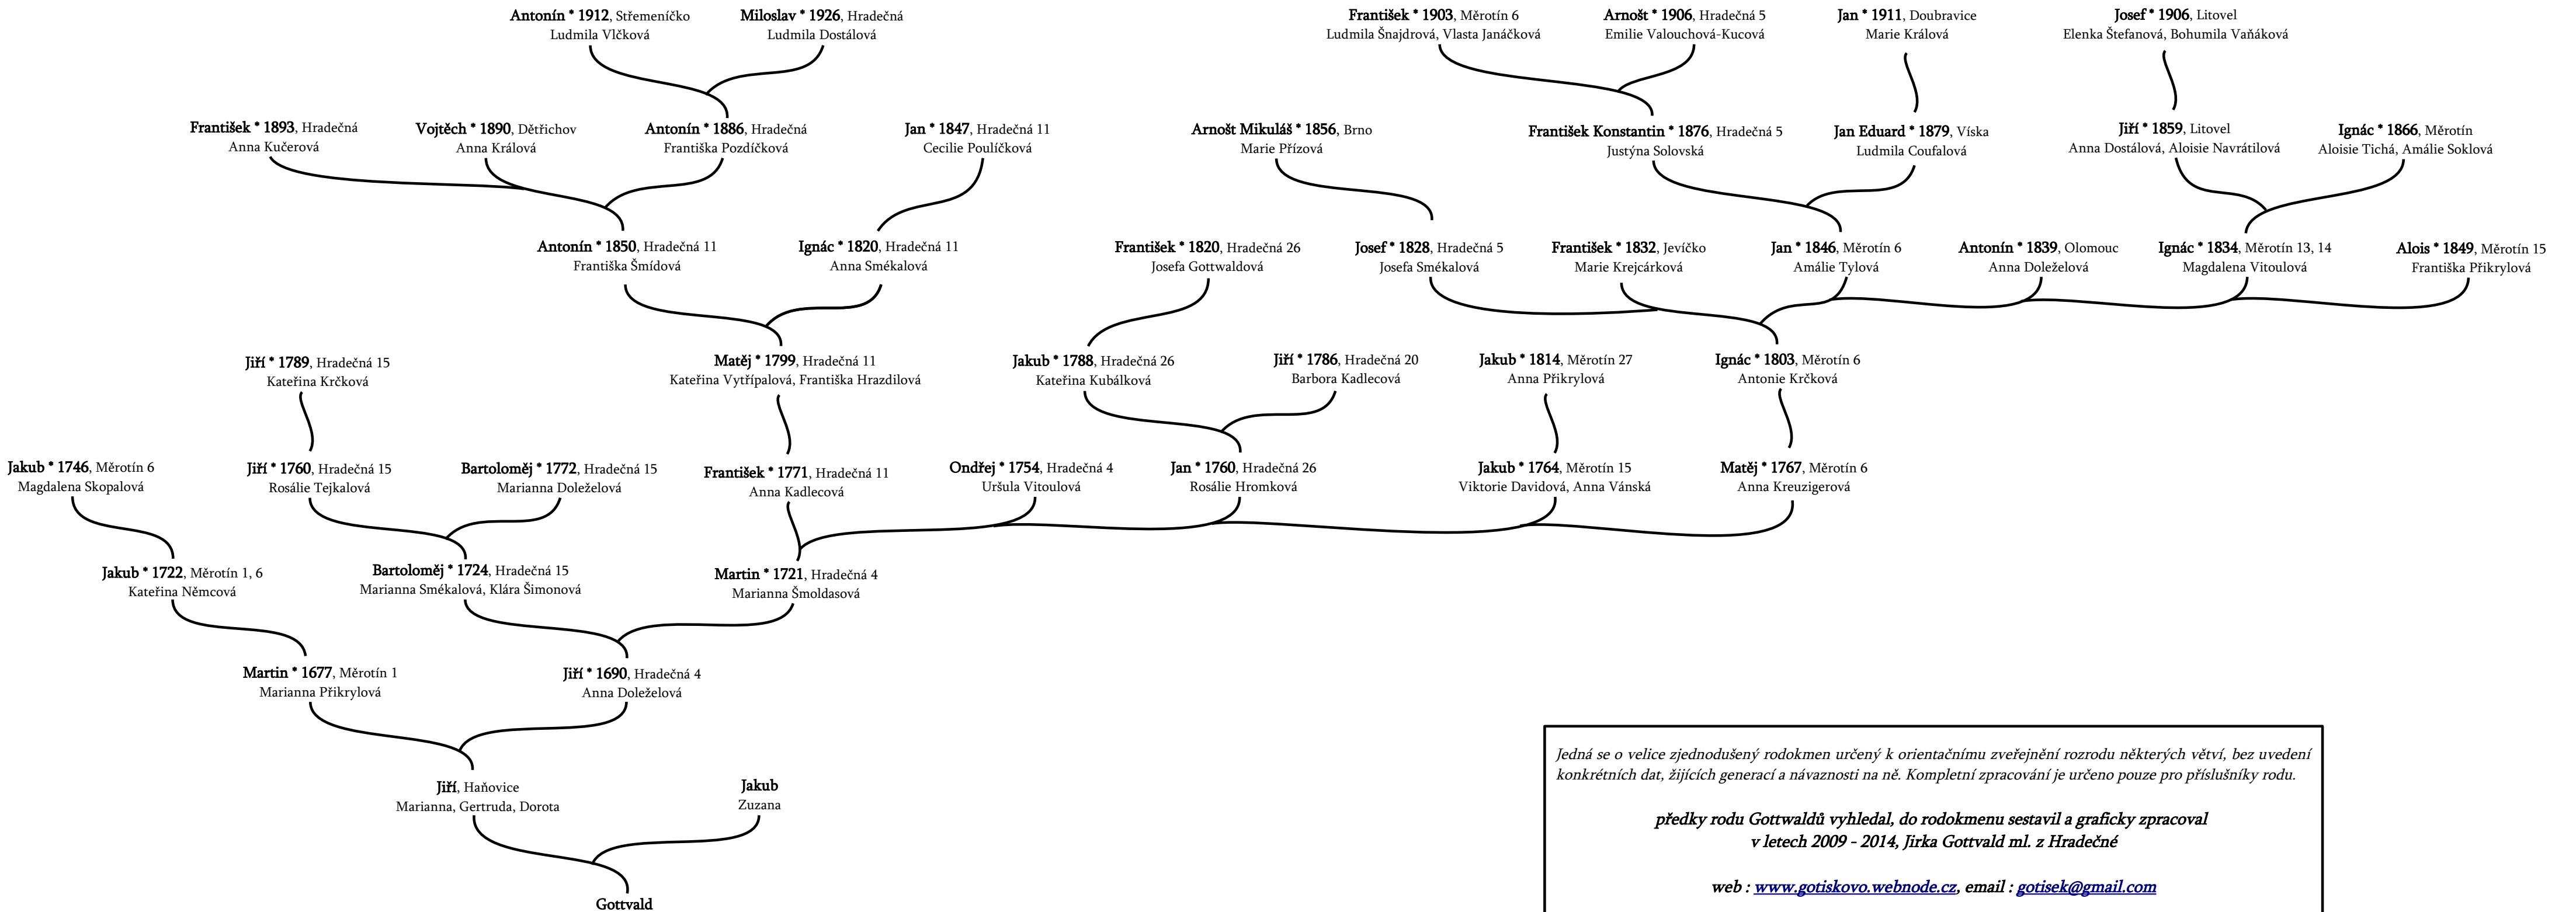 Antonín * 1912, Střemeníčko
Ludmila Vlčková
Miloslav * 1926, Hradečná
Ludmila Dostálová
František * 1903, Měrotín 6
Ludmila Šnajdrová, Vlasta Janáčková
Arnošt * 1906, Hradečná 5
Emilie Valouchová-Kucová
Jan * 1911, Doubravice
Marie Králová
Josef * 1906, Litovel
Elenka Štefanová, Bohumila Vaňáková
František * 1893, Hradečná
Anna Kučerová
Vojtěch * 1890, Dětřichov
Anna Králová
Antonín * 1886, Hradečná
Františka Pozdíčková
Jan * 1847, Hradečná 11
Cecilie Poulíčková
Arnošt Mikuláš * 1856, Brno
Marie Přízová
František Konstantin * 1876, Hradečná 5
Justýna Solovská
Jan Eduard * 1879, Víska
Ludmila Coufalová
Jiří * 1859, Litovel
Anna Dostálová, Aloisie Navrátilová
Ignác * 1866, Měrotín
Aloisie Tichá, Amálie Soklová
Antonín * 1850, Hradečná 11
Františka Šmídová
Ignác * 1820, Hradečná 11
Anna Smékalová
František * 1820, Hradečná 26
Josefa Gottwaldová
Josef * 1828, Hradečná 5
Josefa Smékalová
František * 1832, Jevíčko
Marie Krejcárková
Jan * 1846, Měrotín 6
Amálie Tylová
Antonín * 1839, Olomouc
Anna Doleželová
Ignác * 1834, Měrotín 13, 14
Magdalena Vitoulová
Alois * 1849, Měrotín 15
Františka Přikrylová
Jiří * 1789, Hradečná 15
Kateřina Krčková
Matěj * 1799, Hradečná 11
Kateřina Vytřípalová, Františka Hrazdilová
Jakub * 1788, Hradečná 26
Kateřina Kubálková
Jiří * 1786, Hradečná 20
Barbora Kadlecová
Jakub * 1814, Měrotín 27
Anna Přikrylová
Ignác * 1803, Měrotín 6
Antonie Krčková
Jakub * 1746, Měrotín 6
Magdalena Skopalová
Jiří * 1760, Hradečná 15
Rosálie Tejkalová
Bartoloměj * 1772, Hradečná 15
Marianna Doleželová
František * 1771, Hradečná 11
Anna Kadlecová
Ondřej * 1754, Hradečná 4
Uršula Vitoulová
Jan * 1760, Hradečná 26
Rosálie Hromková
Jakub * 1764, Měrotín 15
Viktorie Davidová, Anna Vánská
Matěj * 1767, Měrotín 6
Anna Kreuzigerová
Jakub * 1722, Měrotín 1, 6
Kateřina Němcová
Bartoloměj * 1724, Hradečná 15
Marianna Smékalová, Klára Šimonová
Martin * 1721, Hradečná 4
Marianna Šmoldasová
Martin * 1677, Měrotín 1
Marianna Přikrylová
Jiří * 1690, Hradečná 4
Anna Doleželová
Jiří, Haňovice
Marianna, Gertruda, Dorota
Jakub
Zuzana
Gottvald
Jedná se o velice zjednodušený rodokmen určený k orientačnímu zveřejnění rozrodu některých větví, bez uvedení
konkrétních dat, žijících generací a návaznosti na ně. Kompletní zpracování je určeno pouze pro příslušníky rodu.
předky rodu Gottwaldů vyhledal, do rodokmenu sestavil a graficky zpracoval
v letech 2009 - 2014, Jirka Gottvald ml. z Hradečné
web : www.gotiskovo.webnode.cz, email : gotisek@gmail.com